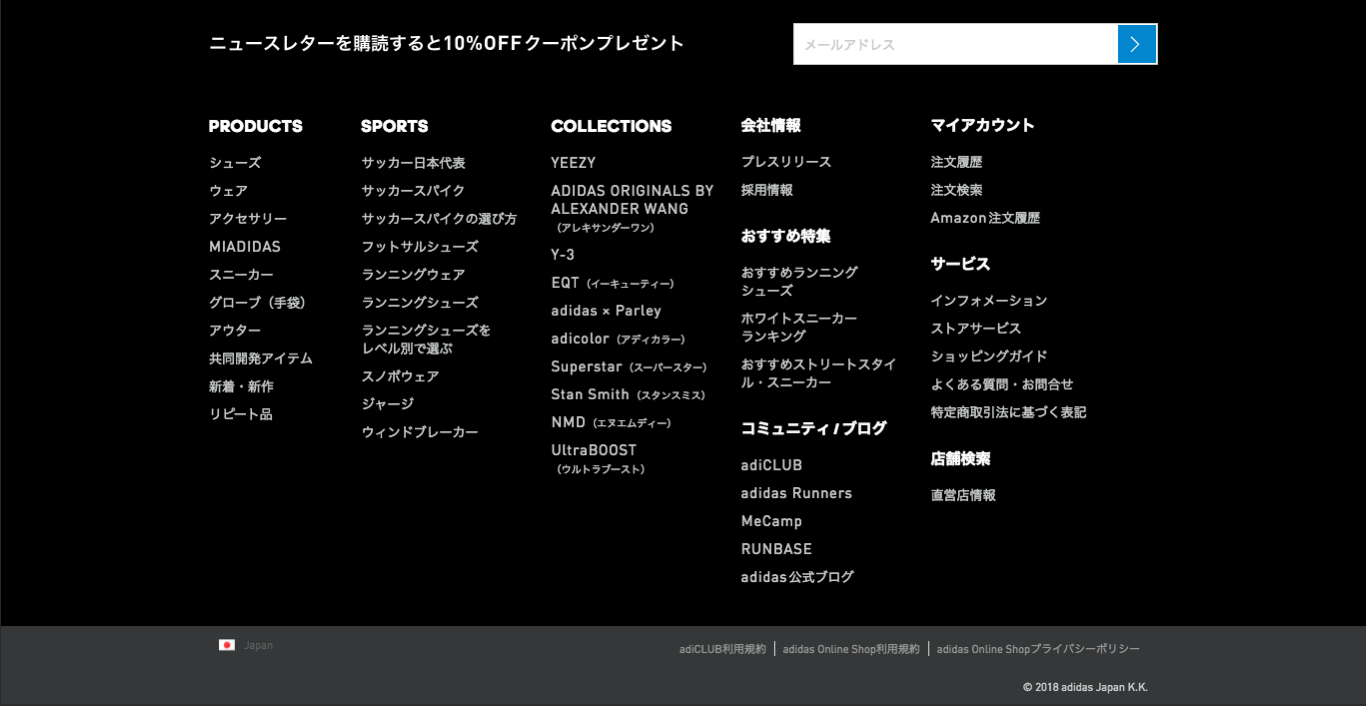 ニュースレターを購読すると10%OFFクーポンプレゼント
メールアドレス
PRODUCTS
シューズ
ウェア
アクセサリー
MIADIDAS
スニーカー
グローブ（手袋）
アウター
共同開発アイテム
新着・新作
リピート品
SPORTS
サッカー日本代表
サッカースパイク
サッカースパイクの選び方
フットサルシューズ
ランニングウェア
ランニングシューズ
ランニングシューズを
レベル別で選ぶ
スノボウェア
ジャージ
ウィンドブレーカー
COLLECTIONS
YEEZY
ADIDAS ORIGINALS BY
ALEXANDER WANG
（アレキサンダーワン）
Y-3
EQT（イーキューティー）
adidas × Parley
adicolor（アディカラー）
Superstar（スーパースター）
Stan Smith（スタンスミス）
NMD（エヌエムディー）
UltraBOOST
（ウルトラブースト）
会社情報
プレスリリース
採用情報
おすすめ特集
おすすめランニング
シューズ
ホワイトスニーカー
ランキング
おすすめストリートスタイ
ル・スニーカー
コミュニティ / ブログ
adiCLUB
adidas Runners
MeCamp
RUNBASE
adidas公式ブログ
マイアカウント
注文履歴
注文検索
Amazon注文履歴
サービス
インフォメーション
ストアサービス
ショッピングガイド
よくある質問・お問合せ
特定商取引法に基づく表記
店舗検索
直営店情報
Japan
adiCLUB利用規約 | adidas Online Shop利用規約 | adidas Online Shopプライバシーポリシー
© 2018 adidas Japan K.K.